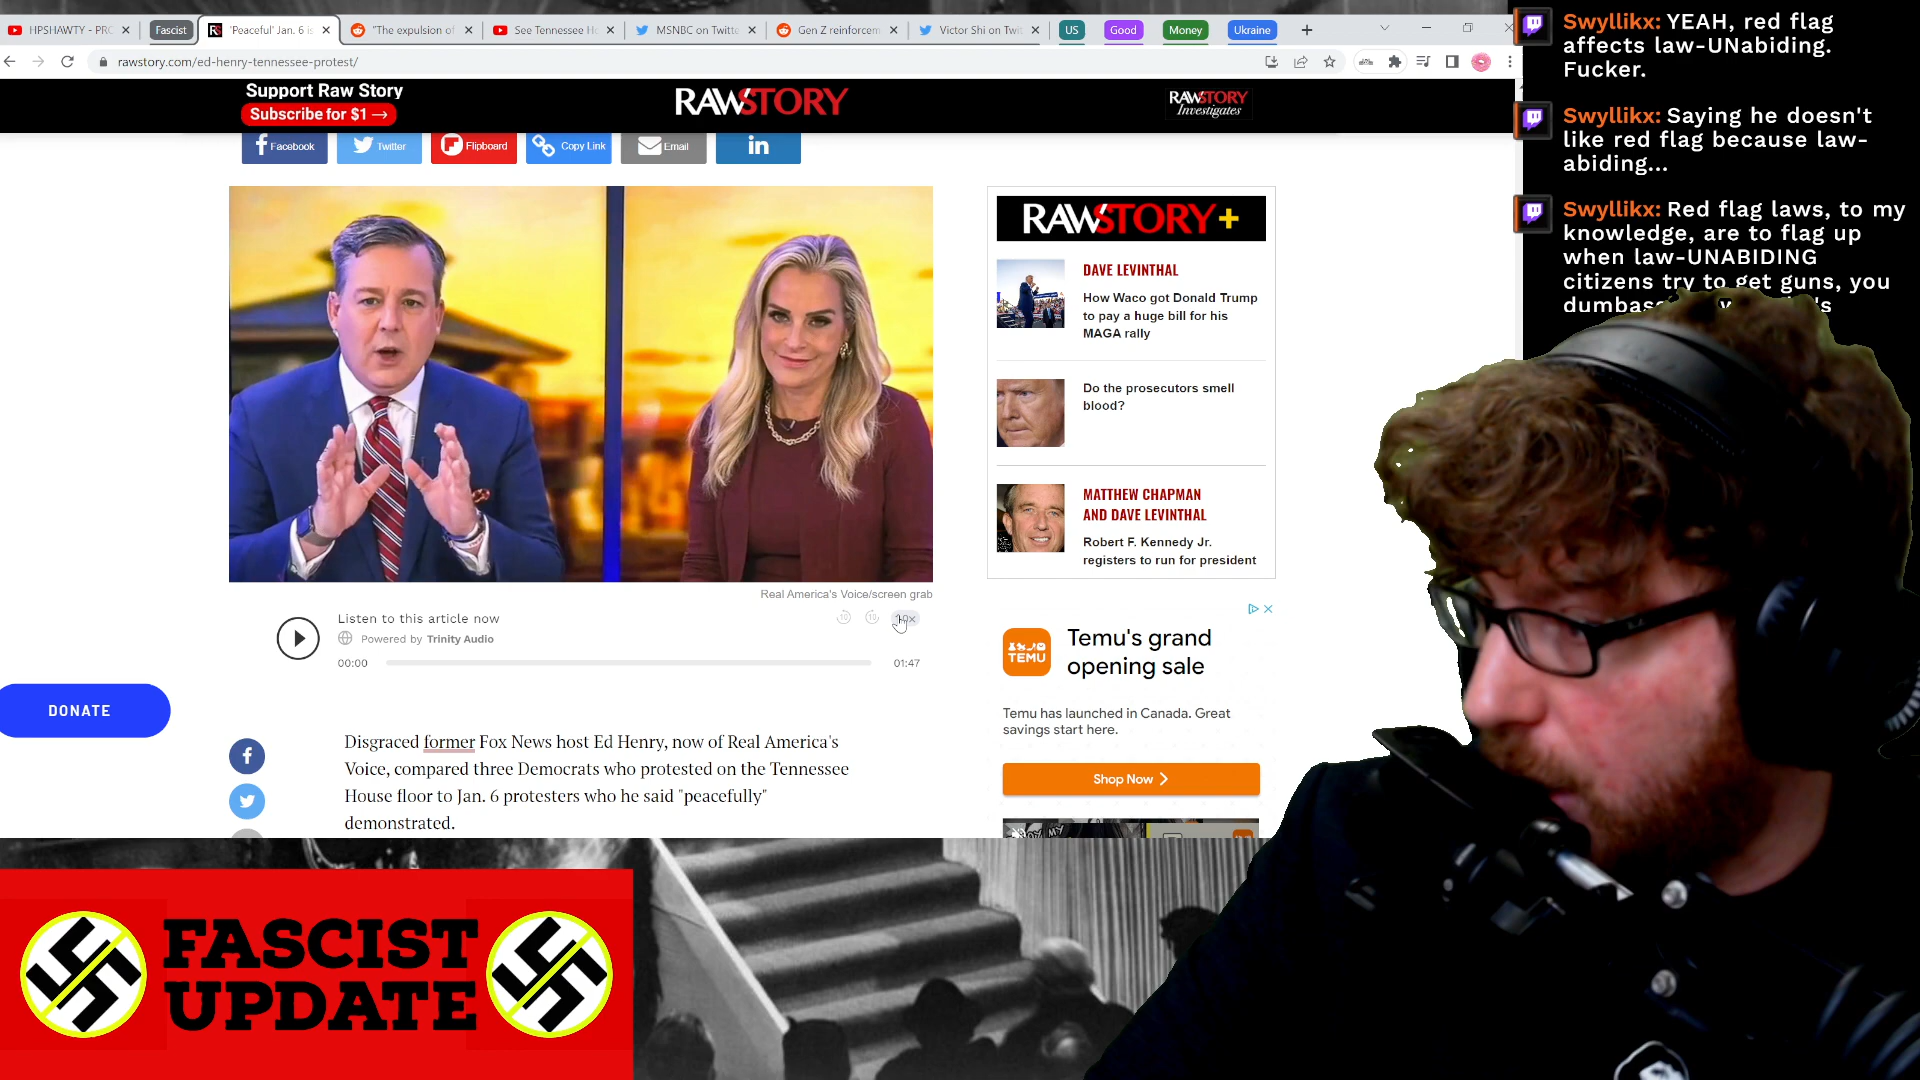 HPSHAWTY - PRO
Fascist
"Peaceful" Jan. 6 is
"The expulsion of
See Tennessee Ho
MSNBC on Twitte
Gen Z reinforcem
Victor Shi on Twit
US
Good
Money
Ukraine
rawstory.com/ed-henry-tennessee-protest/
Support Raw Story
Subscribe for $1 →
RAWSTORY
RAWSTORY
Investigates
Facebook
Twitter
Flipboard
Copy Link
Email
in
RAWSTORY+
DAVE LEVINTHAL
How Waco got Donald Trump
to pay a huge bill for his
MAGA rally
Do the prosecutors smell
blood?
MATTHEW CHAPMAN
AND DAVE LEVINTHAL
Robert F. Kennedy Jr.
registers to run for president
Real America's Voice/screen grab
Listen to this article now
Powered by Trinity Audio
00:00
01:47
DONATE
Disgraced former Fox News host Ed Henry, now of Real America's
Voice, compared three Democrats who protested on the Tennessee
House floor to Jan. 6 protesters who he said "peacefully"
demonstrated.
TEMU
Temu's grand
opening sale
Temu has launched in Canada. Great
savings start here.
Shop Now
Swyllikx: YEAH, red flag
affects law-UNabiding.
Fucker.
Swyllikx: Saying he doesn't
like red flag because law-
abiding...
Swyllikx: Red flag laws, to my
knowledge, are to flag up
when law-UNABIDING
citizens try to get guns, you
FASCIST
UPDATE